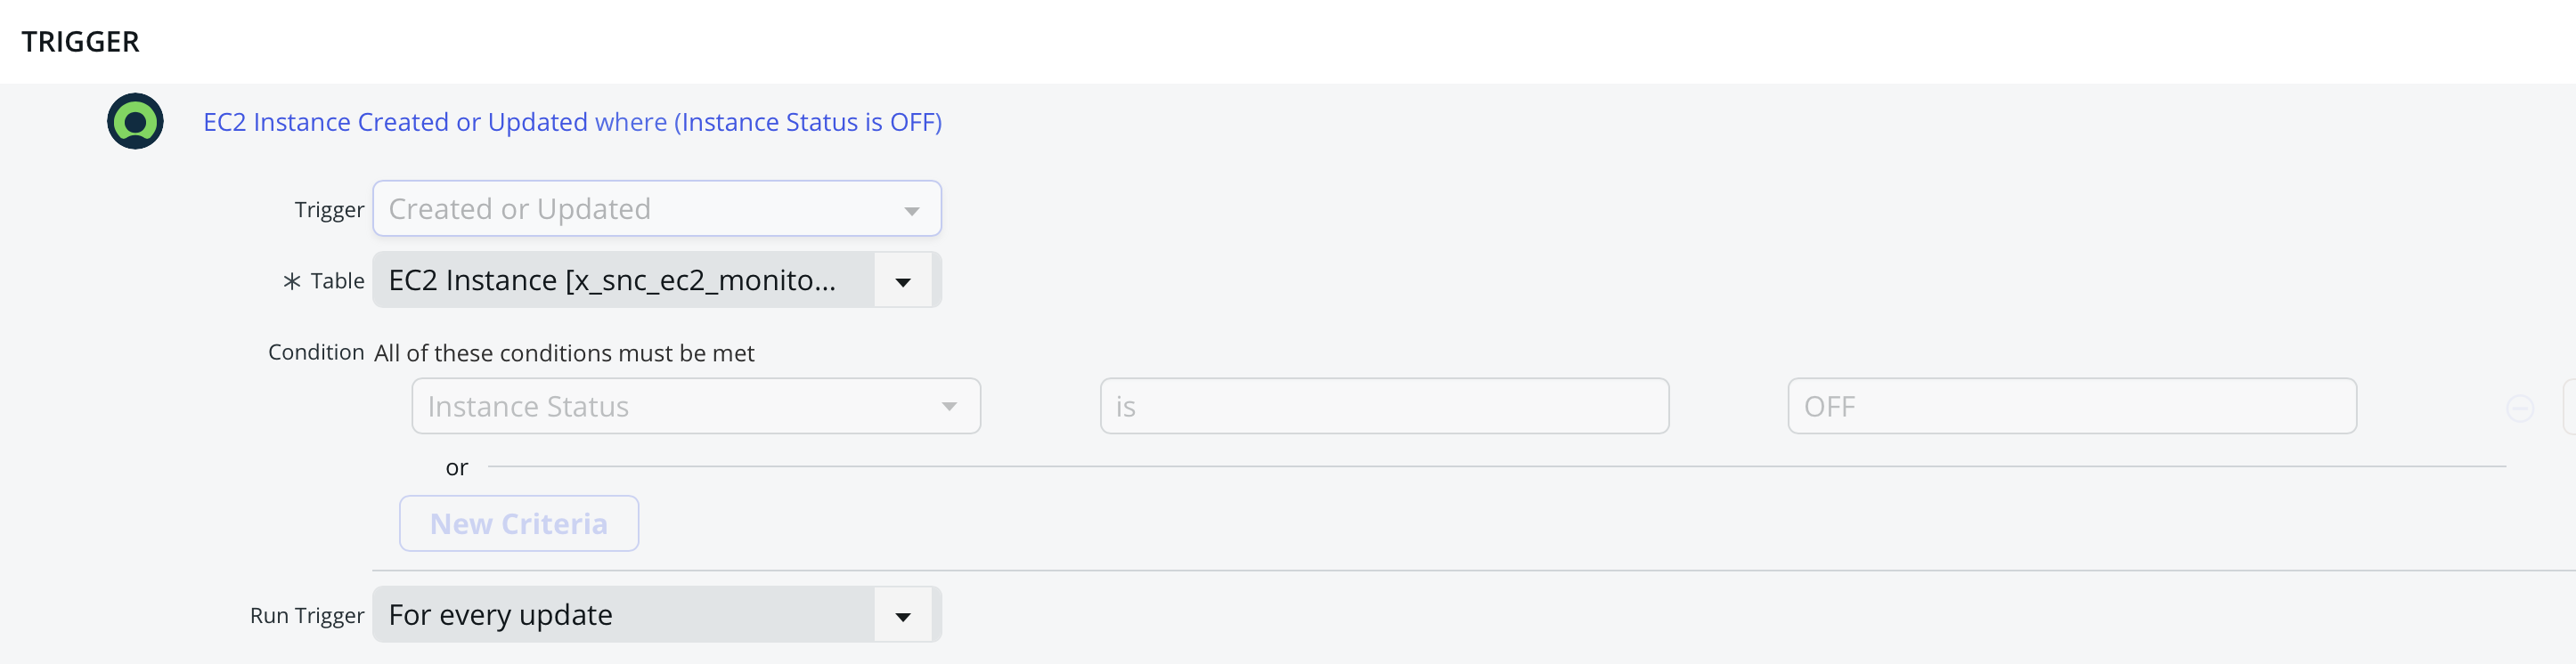 TRIGGER
EC2 Instance Created or Updated where (Instance Status is OFF)
Trigger Created or Updated
* Table EC2 Instance [x_snc_ec2_monito...
Condition All of these conditions must be met
Instance Status is OFF
or
New Criteria
Run Trigger For every update